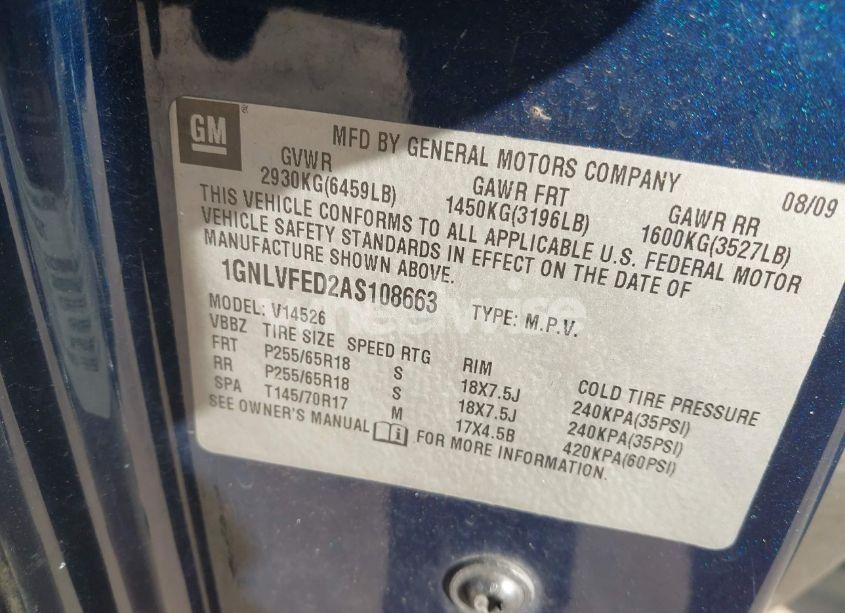 GM
MFD BY GENERAL MOTORS COMPANY 08/09
GVWR GAWR FRT GAWR RR
2930KG(6459LB) 1450KG(3196LB) 1600KG(3527LB)
THIS VEHICLE CONFORMS TO ALL APPLICABLE U.S. FEDERAL MOTOR
VEHICLE SAFETY STANDARDS IN EFFECT ON THE DATE OF
MANUFACTURE SHOWN ABOVE.
1GNLVFED2AS108663 TYPE: M.P.V.
MODEL: V14526
VBBZ TIRE SIZE SPEED RTG RIM COLD TIRE PRESSURE
FRT P255/65R18 S 18X7.5J 240KPA(35PSI)
RR P255/65R18 S 18X7.5J 240KPA(35PSI)
SPA T145/70R17 M 17X4.5B 420KPA(60PSI)
SEE OWNER'S MANUAL i FOR MORE INFORMATION.